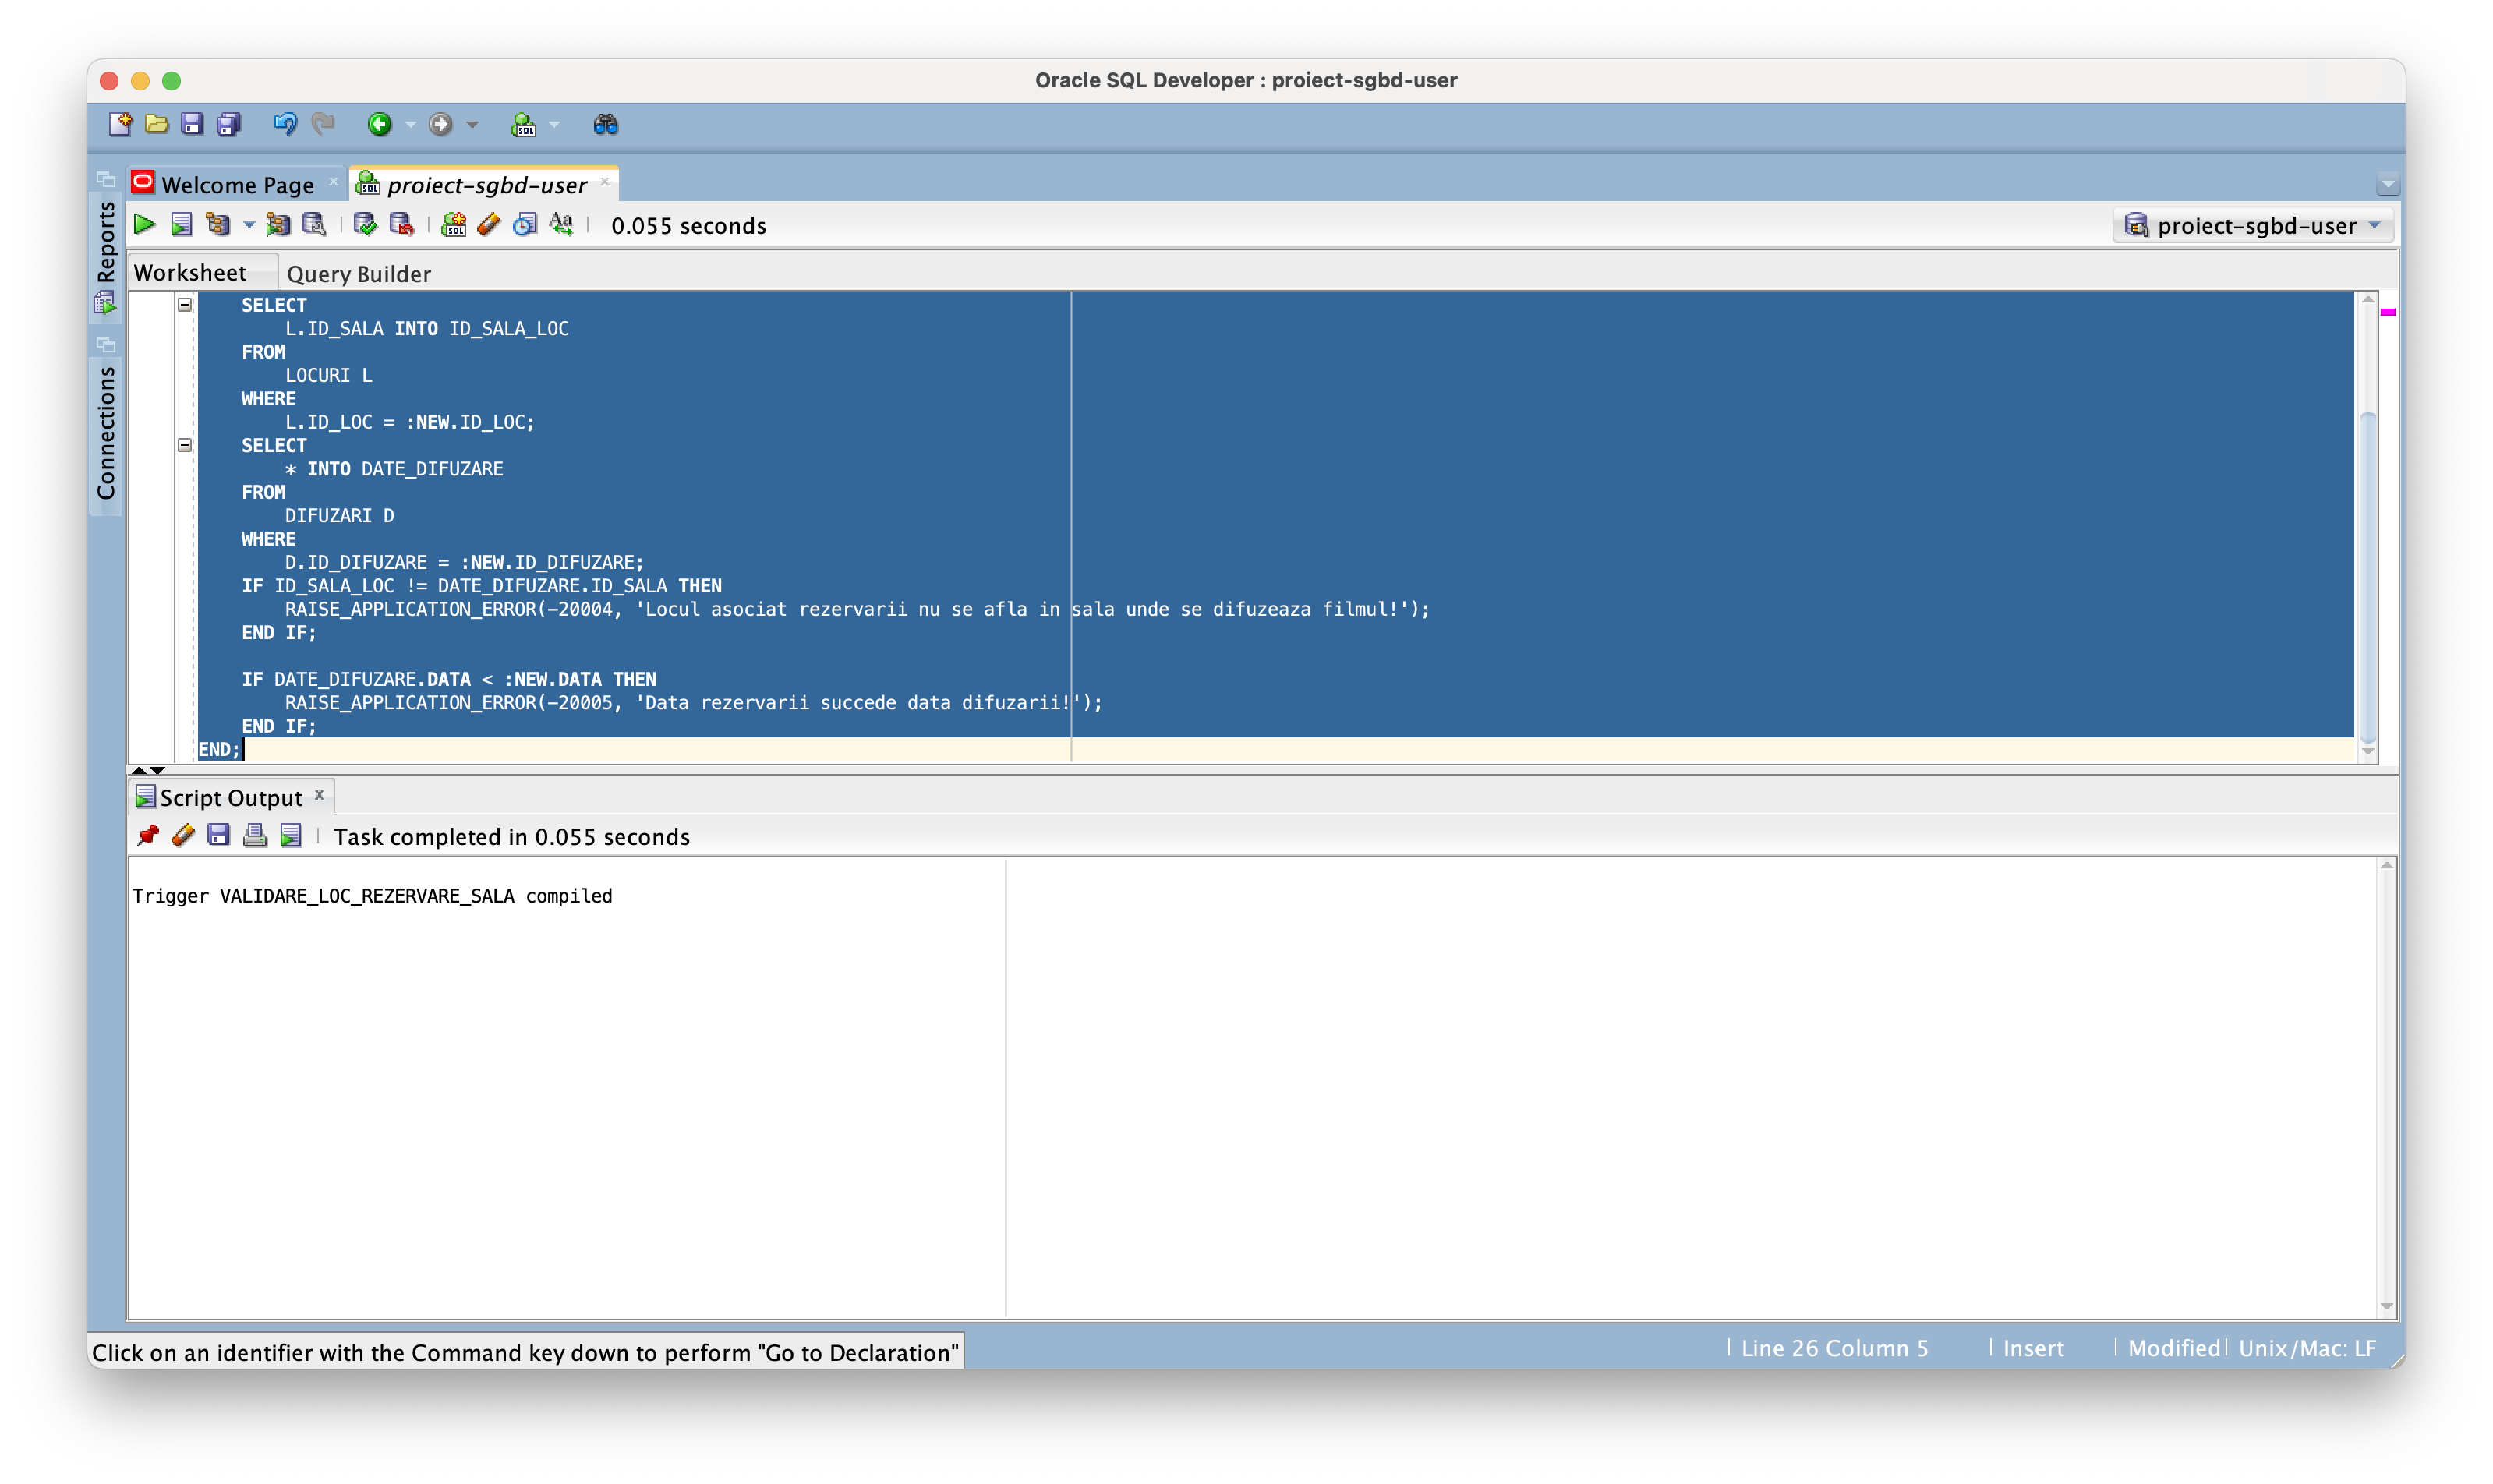 Oracle SQL Developer : proiect-sgbd-user
Welcome Page
proiect-sgbd-user
Reports
Connections
0.055 seconds
proiect-sgbd-user
Worksheet
Query Builder
SELECT
L.ID_SALA INTO ID_SALA_LOC
FROM
LOCURI L
WHERE
L.ID_LOC = :NEW.ID_LOC;
SELECT
* INTO DATE_DIFUZARE
FROM
DIFUZARI D
WHERE
D.ID_DIFUZARE = :NEW.ID_DIFUZARE;
IF ID_SALA_LOC != DATE_DIFUZARE.ID_SALA THEN
RAISE_APPLICATION_ERROR(-20004, 'Locul asociat rezervarii nu se afla in sala unde se difuzeaza filmul!');
END IF;
IF DATE_DIFUZARE.DATA < :NEW.DATA THEN
RAISE_APPLICATION_ERROR(-20005, 'Data rezervarii succede data difuzarii!');
END IF;
END;
Script Output
Task completed in 0.055 seconds
Trigger VALIDARE_LOC_REZERVARE_SALA compiled
Click on an identifier with the Command key down to perform "Go to Declaration"
Line 26 Column 5
Insert
Modified
Unix/Mac: LF